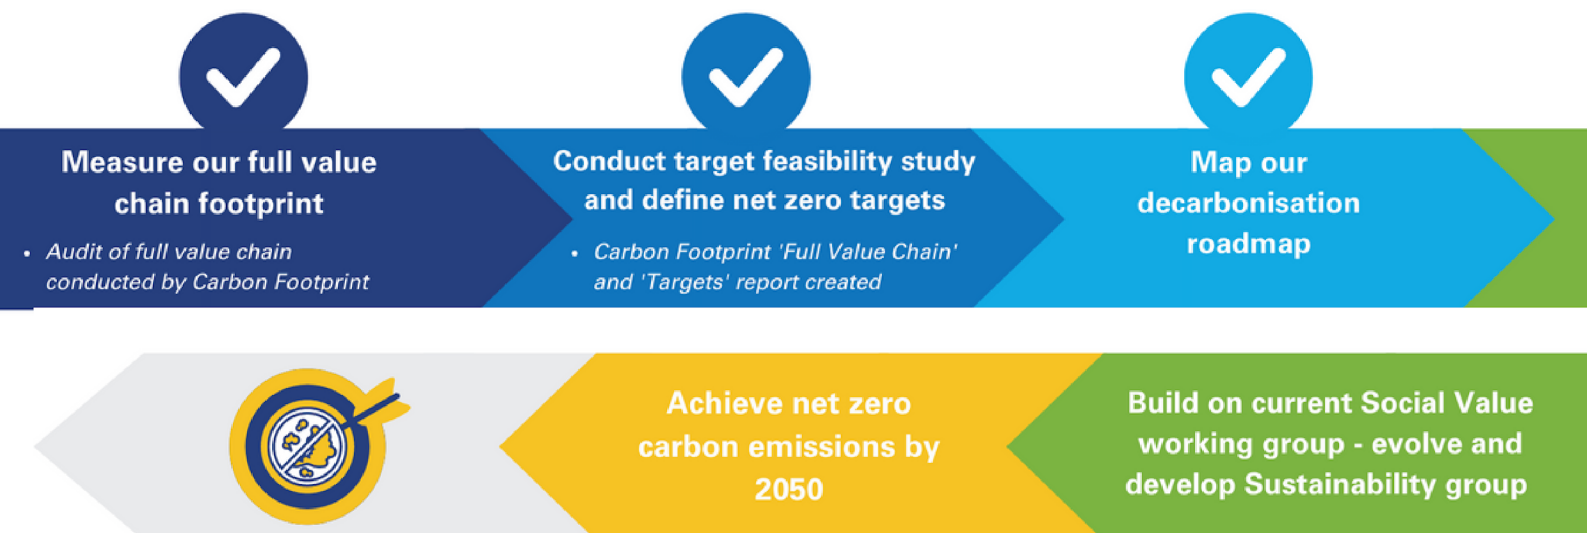 Measure our full value
chain footprint
• Audit of full value chain
conducted by Carbon Footprint
Conduct target feasibility study
and define net zero targets
• Carbon Footprint 'Full Value Chain'
and 'Targets' report created
Map our
decarbonisation
roadmap
Build on current Social Value
working group - evolve and
develop Sustainability group
Achieve net zero
carbon emissions by
2050